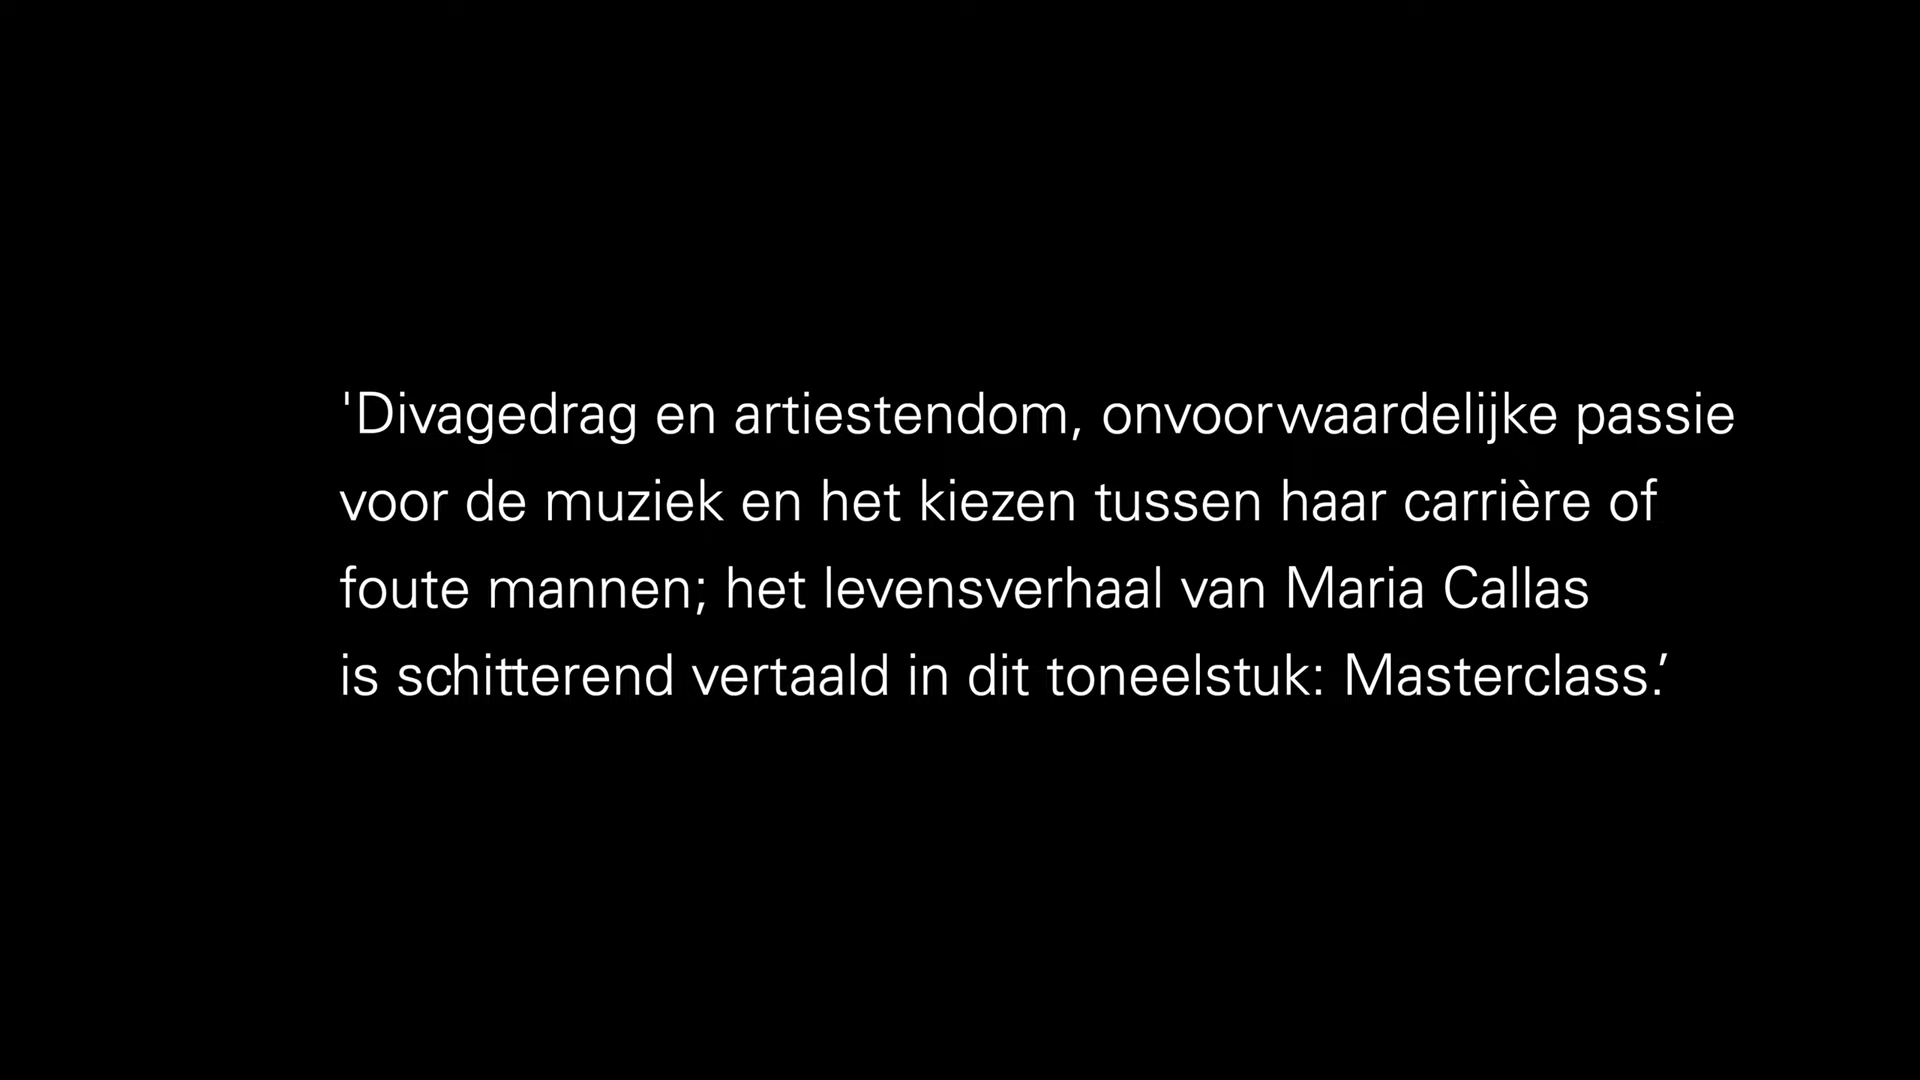 'Divagedrag en artiestendom, onvoorwaardelijke passie
voor de muziek en het kiezen tussen haar carrière of
foute mannen; het levensverhaal van Maria Callas
is schitterend vertaald in dit toneelstuk: Masterclass.’